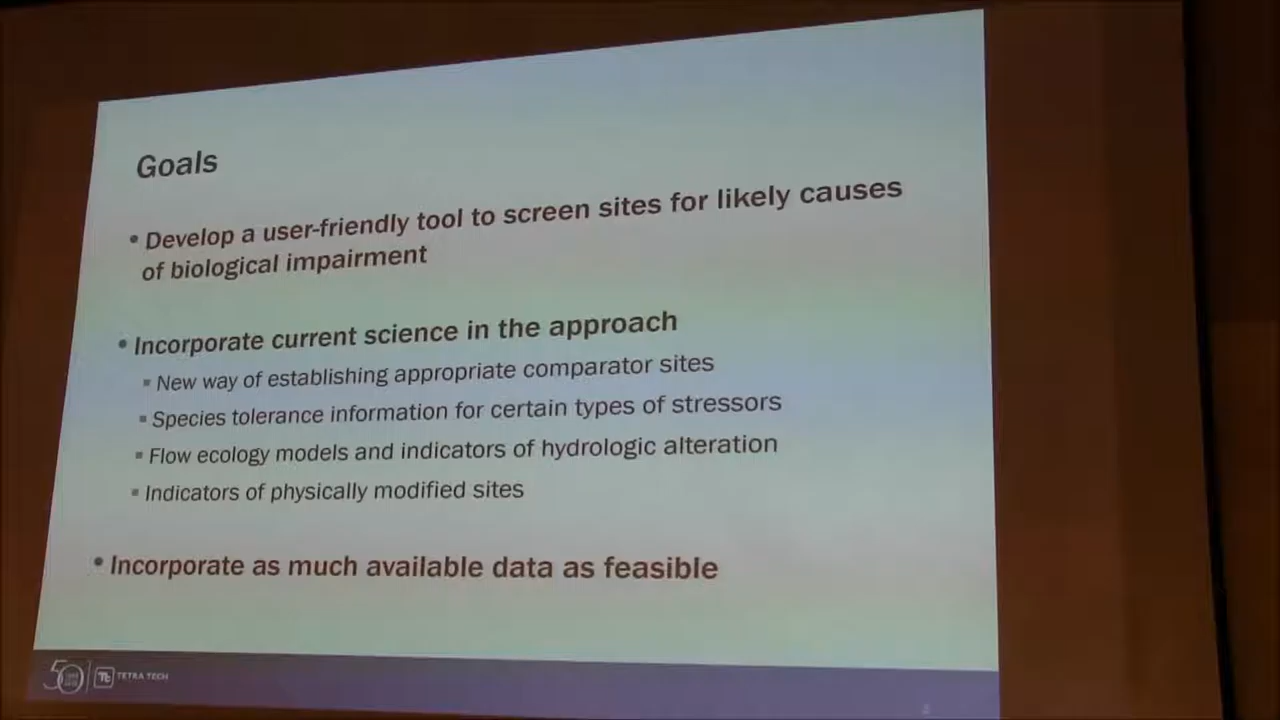 Goals
• Develop a user-friendly tool to screen sites for likely causes
of biological impairment
• Incorporate current science in the approach
▪ New way of establishing appropriate comparator sites
▪ Species tolerance information for certain types of stressors
▪ Flow ecology models and indicators of hydrologic alteration
▪ Indicators of physically modified sites
• Incorporate as much available data as feasible
50
Tt TETRA TECH